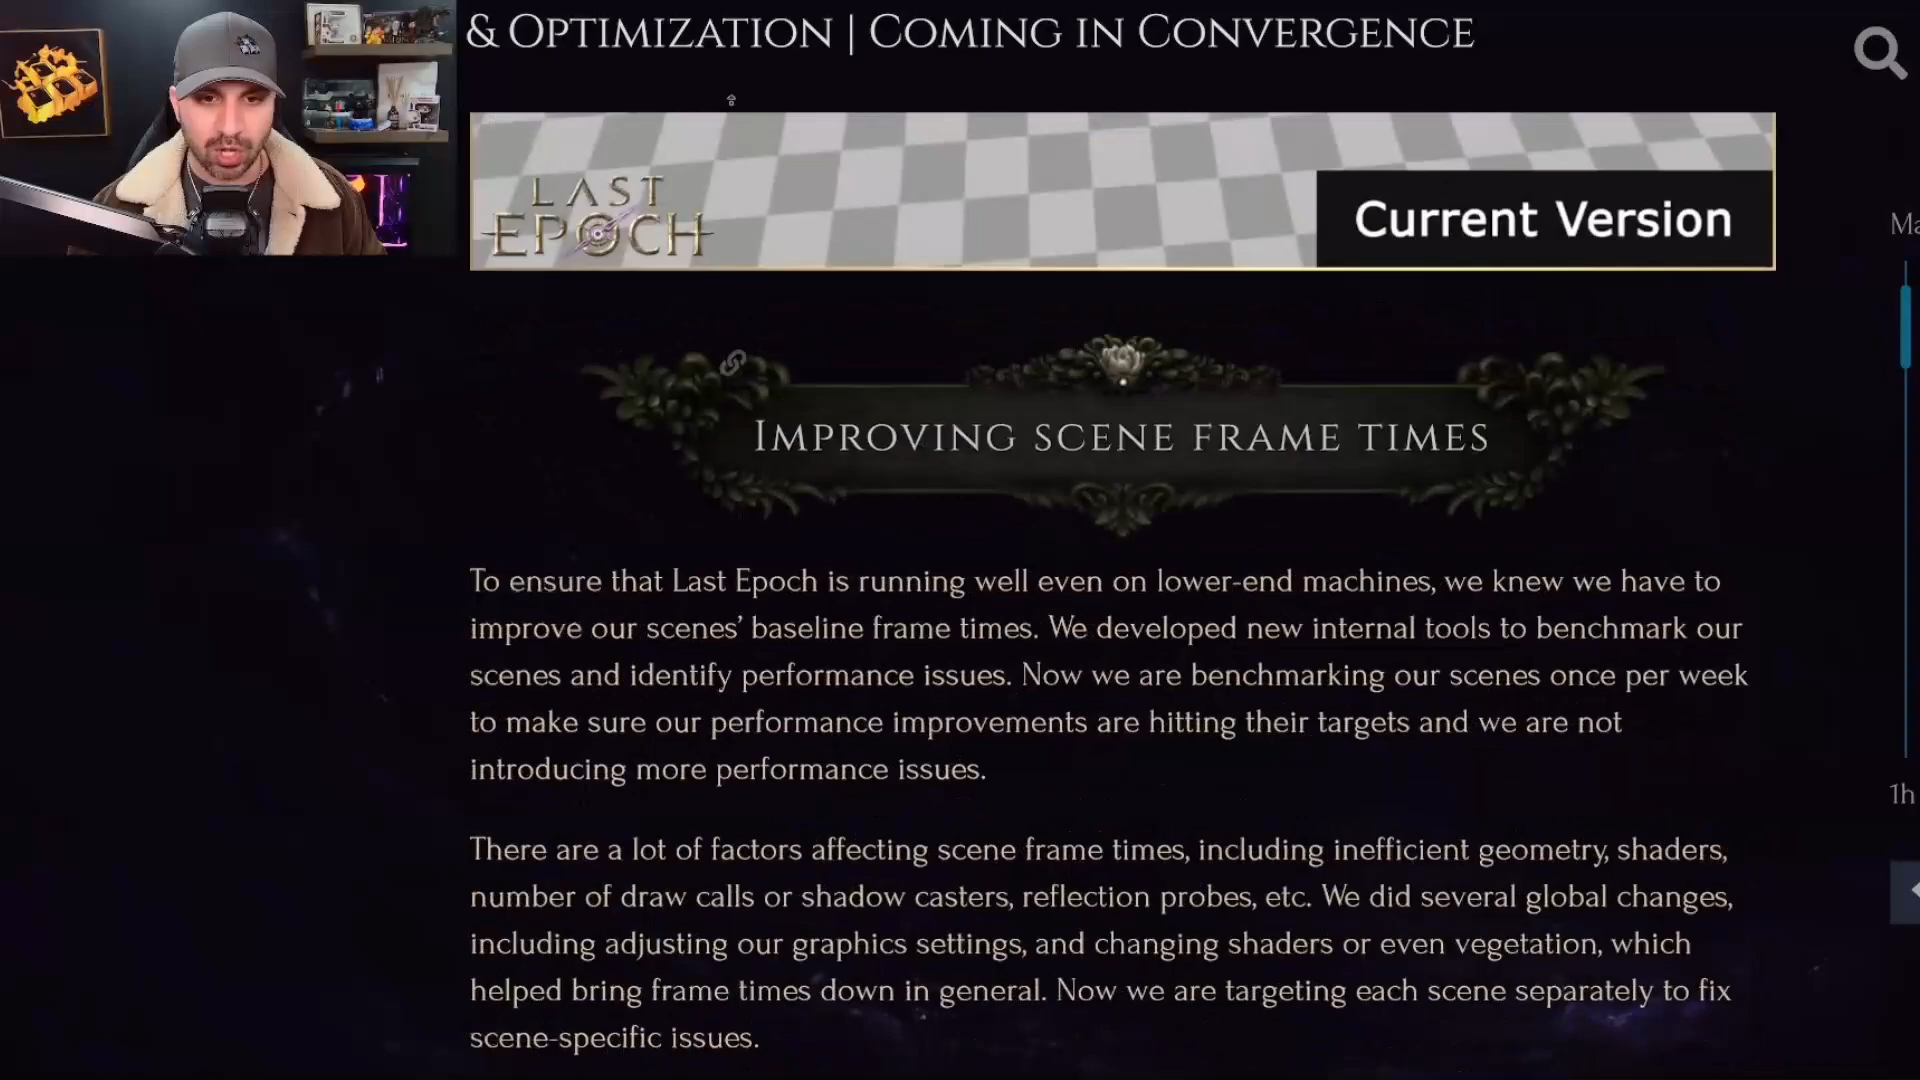 & Optimization | Coming in Convergence
LAST
EPOCH
Current Version
Ma
Improving scene frame times
To ensure that Last Epoch is running well even on lower-end machines, we knew we have to
improve our scenes’ baseline frame times. We developed new internal tools to benchmark our
scenes and identify performance issues. Now we are benchmarking our scenes once per week
to make sure our performance improvements are hitting their targets and we are not
introducing more performance issues.
1h
There are a lot of factors affecting scene frame times, including inefficient geometry, shaders,
number of draw calls or shadow casters, reflection probes, etc. We did several global changes,
including adjusting our graphics settings, and changing shaders or even vegetation, which
helped bring frame times down in general. Now we are targeting each scene separately to fix
scene-specific issues.